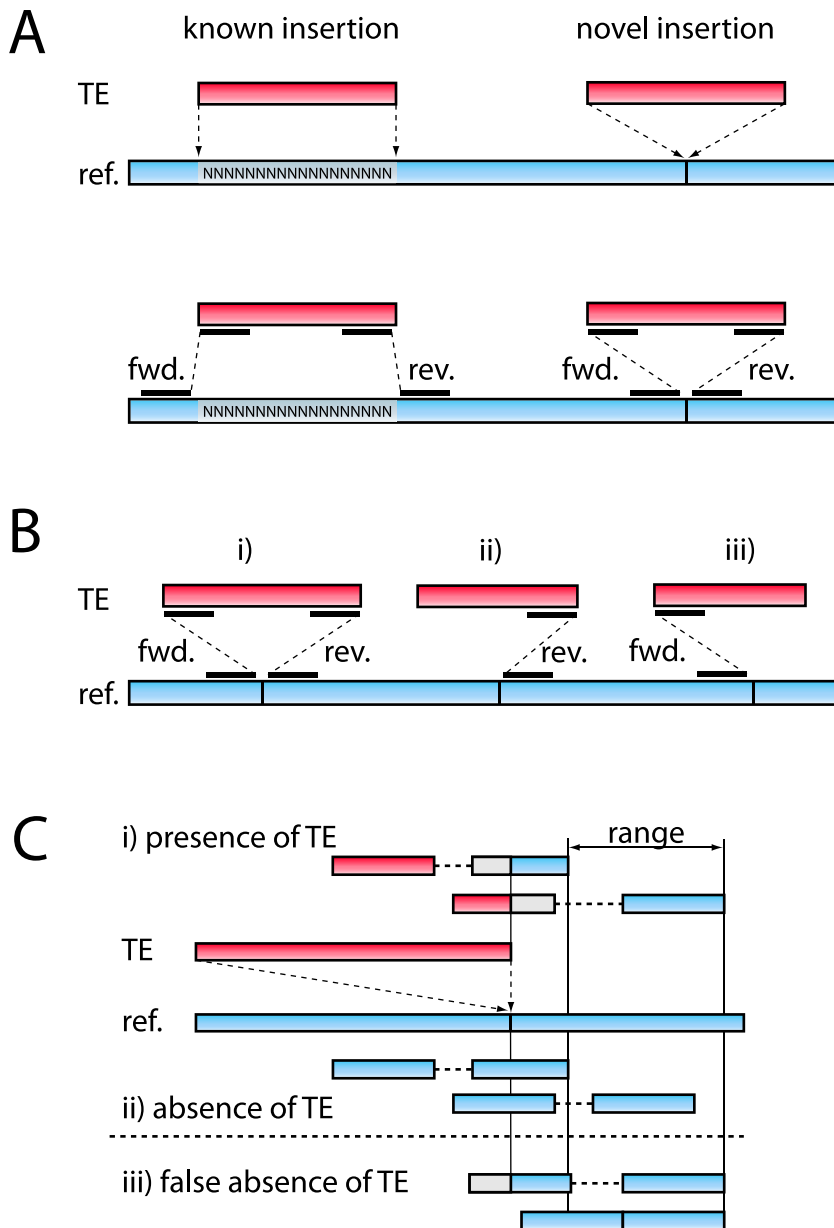 A
known insertion novel insertion
TE
ref. NNNNNNNNNNNNNNNNNN
fwd. rev. fwd. rev.
NNNNNNNNNNNNNNNNNN
B
i) ii) iii)
TE
fwd. rev. rev. fwd.
ref.
C
i) presence of TE range
TE
ref.
ii) absence of TE
iii) false absence of TE